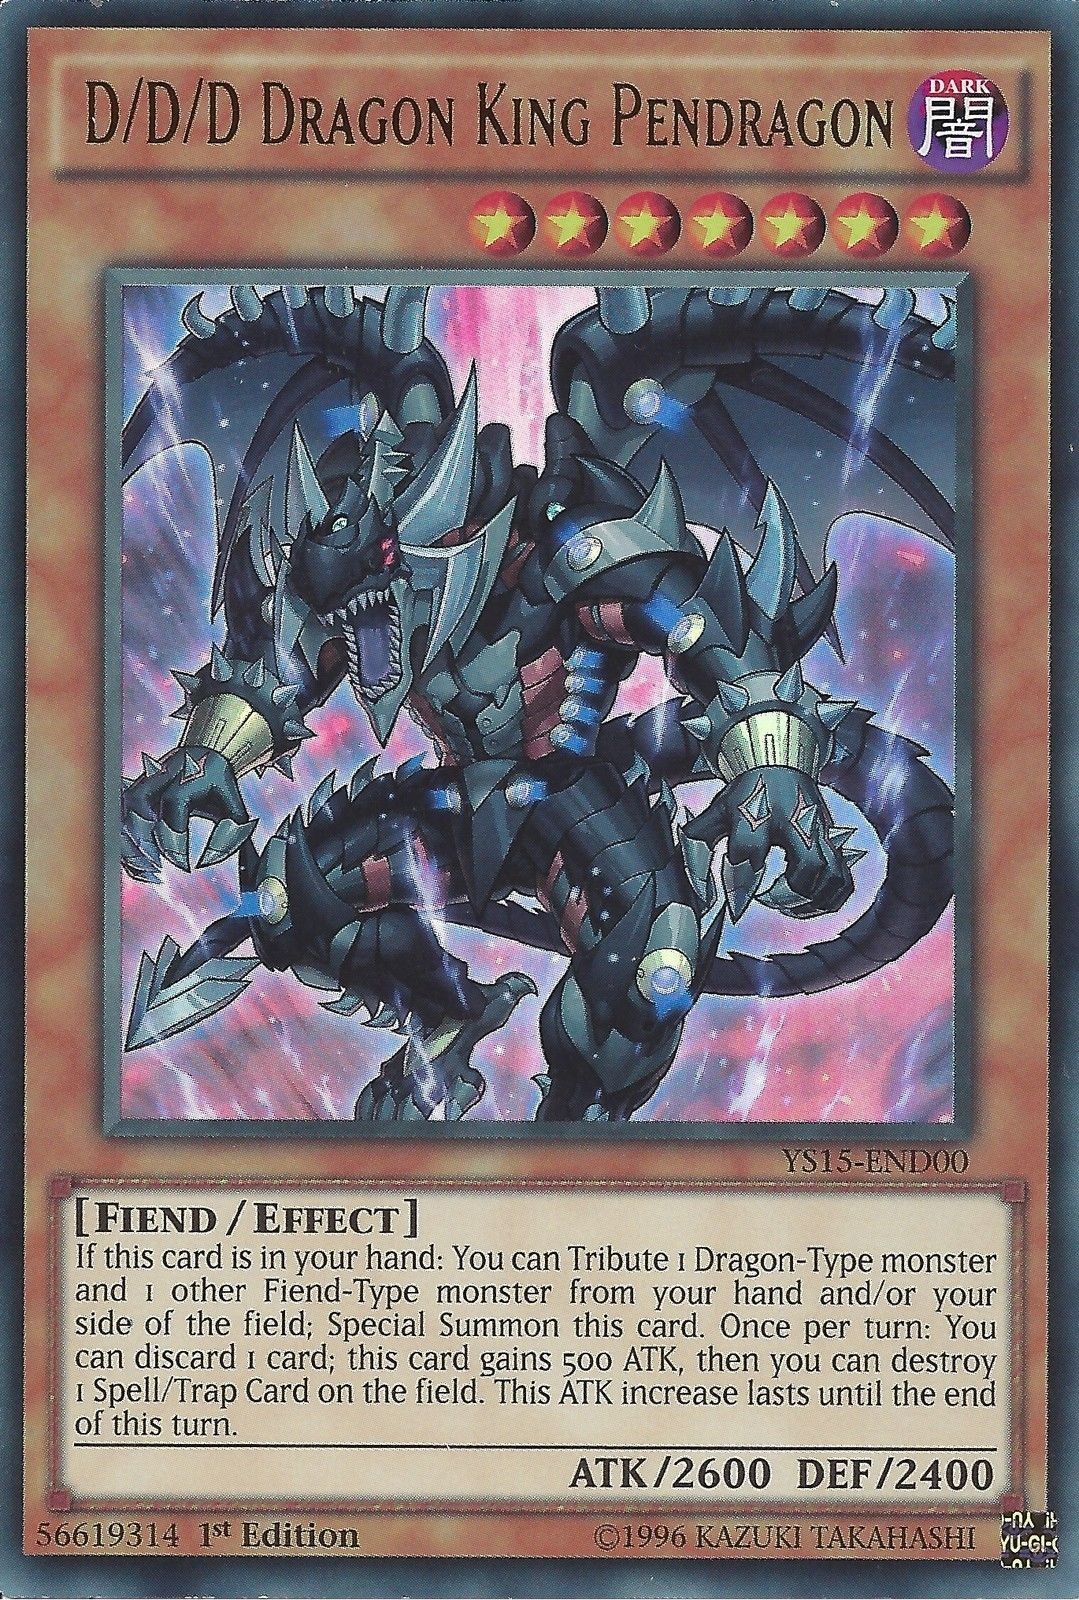 D/D/D Dragon King Pendragon
DARK
闇
YS15-END00
[Fiend / Effect]
If this card is in your hand: You can Tribute 1 Dragon-Type monster
and 1 other Fiend-Type monster from your hand and/or your
side of the field; Special Summon this card. Once per turn: You
can discard 1 card; this card gains 500 ATK, then you can destroy
1 Spell/Trap Card on the field. This ATK increase lasts until the end
of this turn.
ATK/2600 DEF/2400
56619314 1st Edition
©1996 KAZUKI TAKAHASHI
YU-GI-